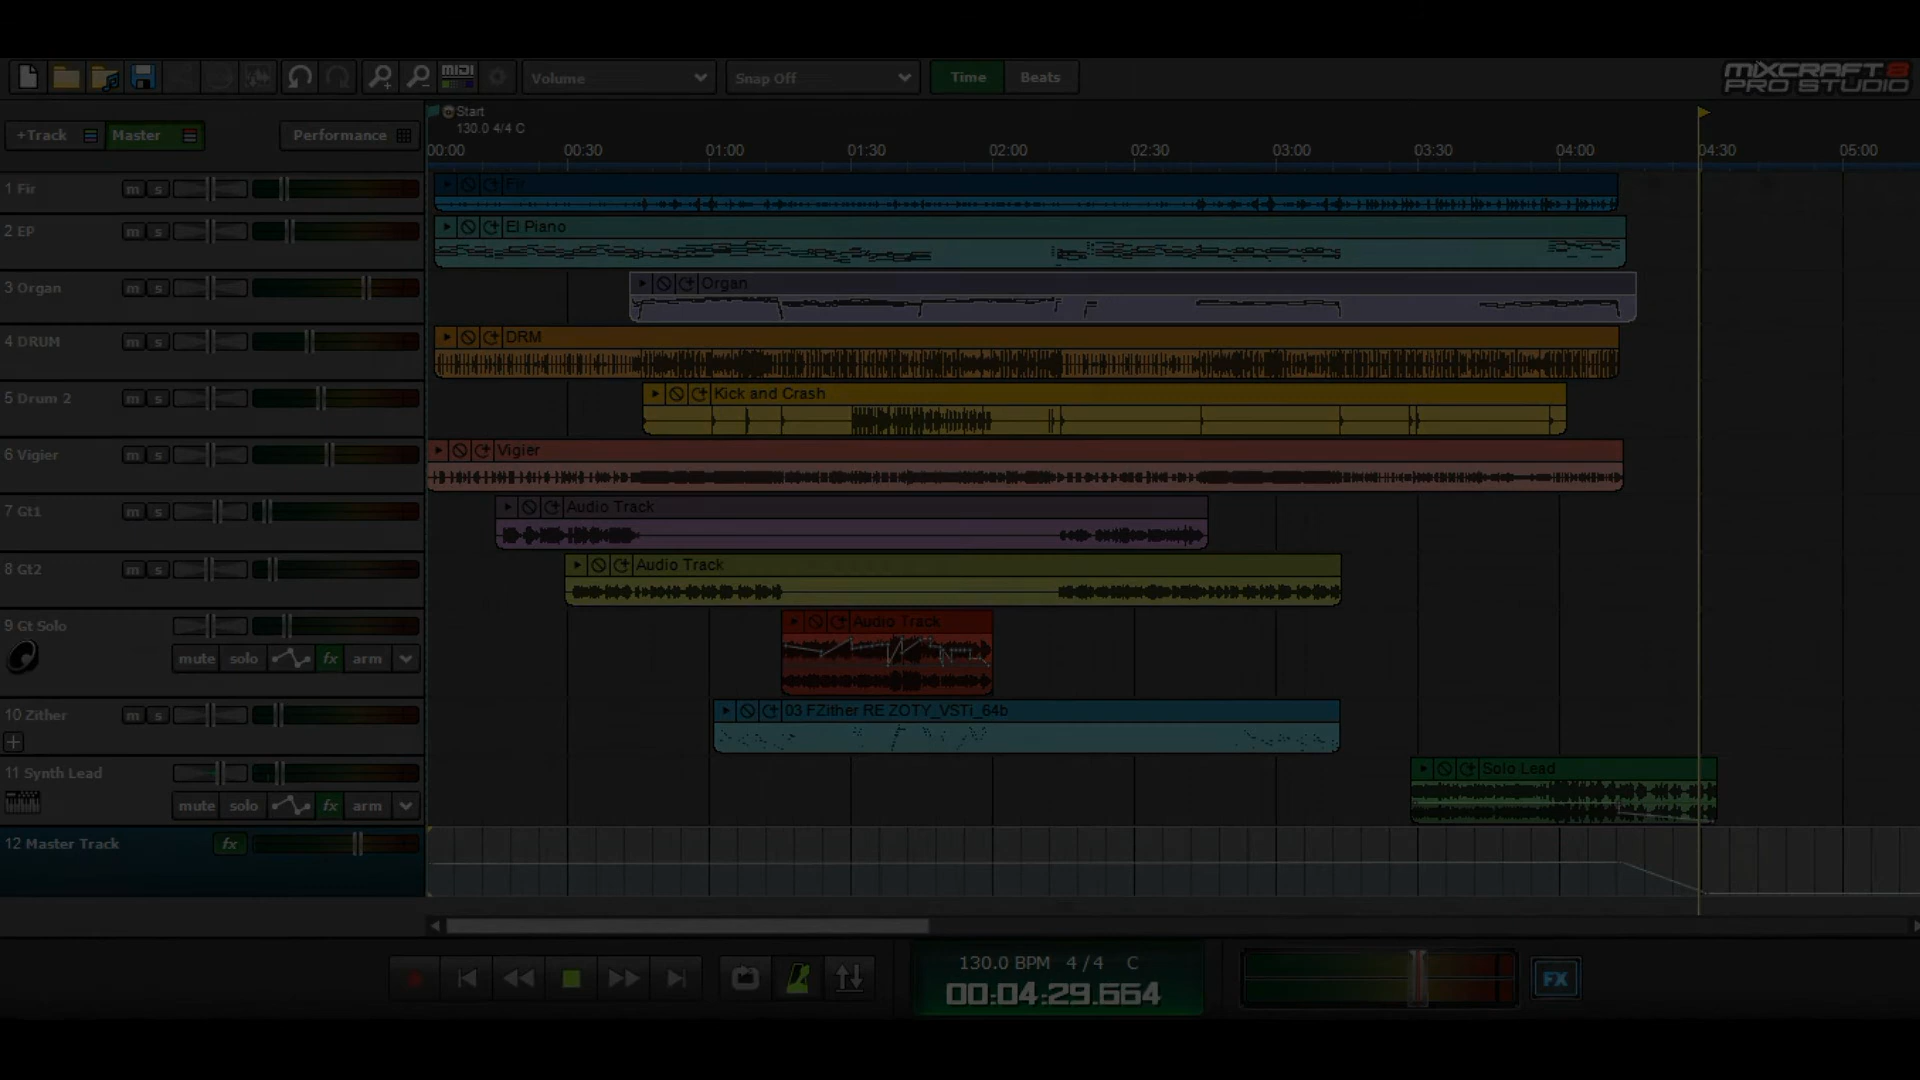 MIDI
Volume
Snap Off
Time
Beats
MIXCRAFT 8
PRO STUDIO
Start
130.0 4/4 C
+Track
Master
Performance
00:00 00:30 01:00 01:30 02:00 02:30 03:00 03:30 04:00 04:30 05:00
1 Fir m s
Fir
2 EP m s
El Piano
3 Organ m s
Organ
4 DRUM m s
DRM
5 Drum 2 m s
Kick and Crash
6 Vigier m s
Vigier
7 Gt1 m s
Audio Track
8 Gt2 m s
Audio Track
9 Gt Solo
Audio Track
mute solo fx arm
10 Zither m s
03 FZither RE ZOTY_VSTi_64b
11 Synth Lead
Solo Lead
mute solo fx arm
12 Master Track fx
130.0 BPM 4/4 C
00:04:29.664
FX